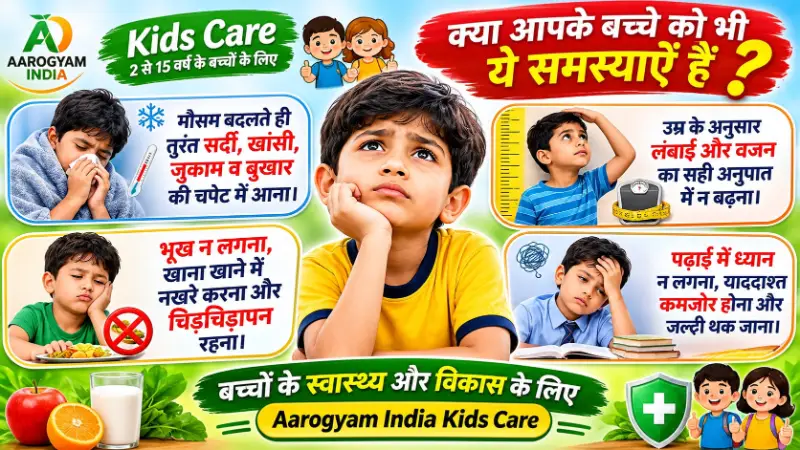 AAROGYAM
INDIA
Kids Care
2 से 15 वर्ष के बच्चों के लिए
क्या आपके बच्चे को भी
ये समस्याऐं हैं ?
मौसम बदलते ही
तुरंत सर्दी, खांसी,
जुकाम व बुखार
की चपेट में आना।
उम्र के अनुसार
लंबाई और वजन
का सही अनुपात
में न बढ़ना।
भूख न लगना,
खाना खाने में
नखरे करना और
चिड़चिड़ापन
रहना।
पढ़ाई में ध्यान
न लगना, याददाश्त
कमजोर होना और
जल्दी थक जाना।
बच्चों के स्वास्थ्य और विकास के लिए
Aarogyam India Kids Care